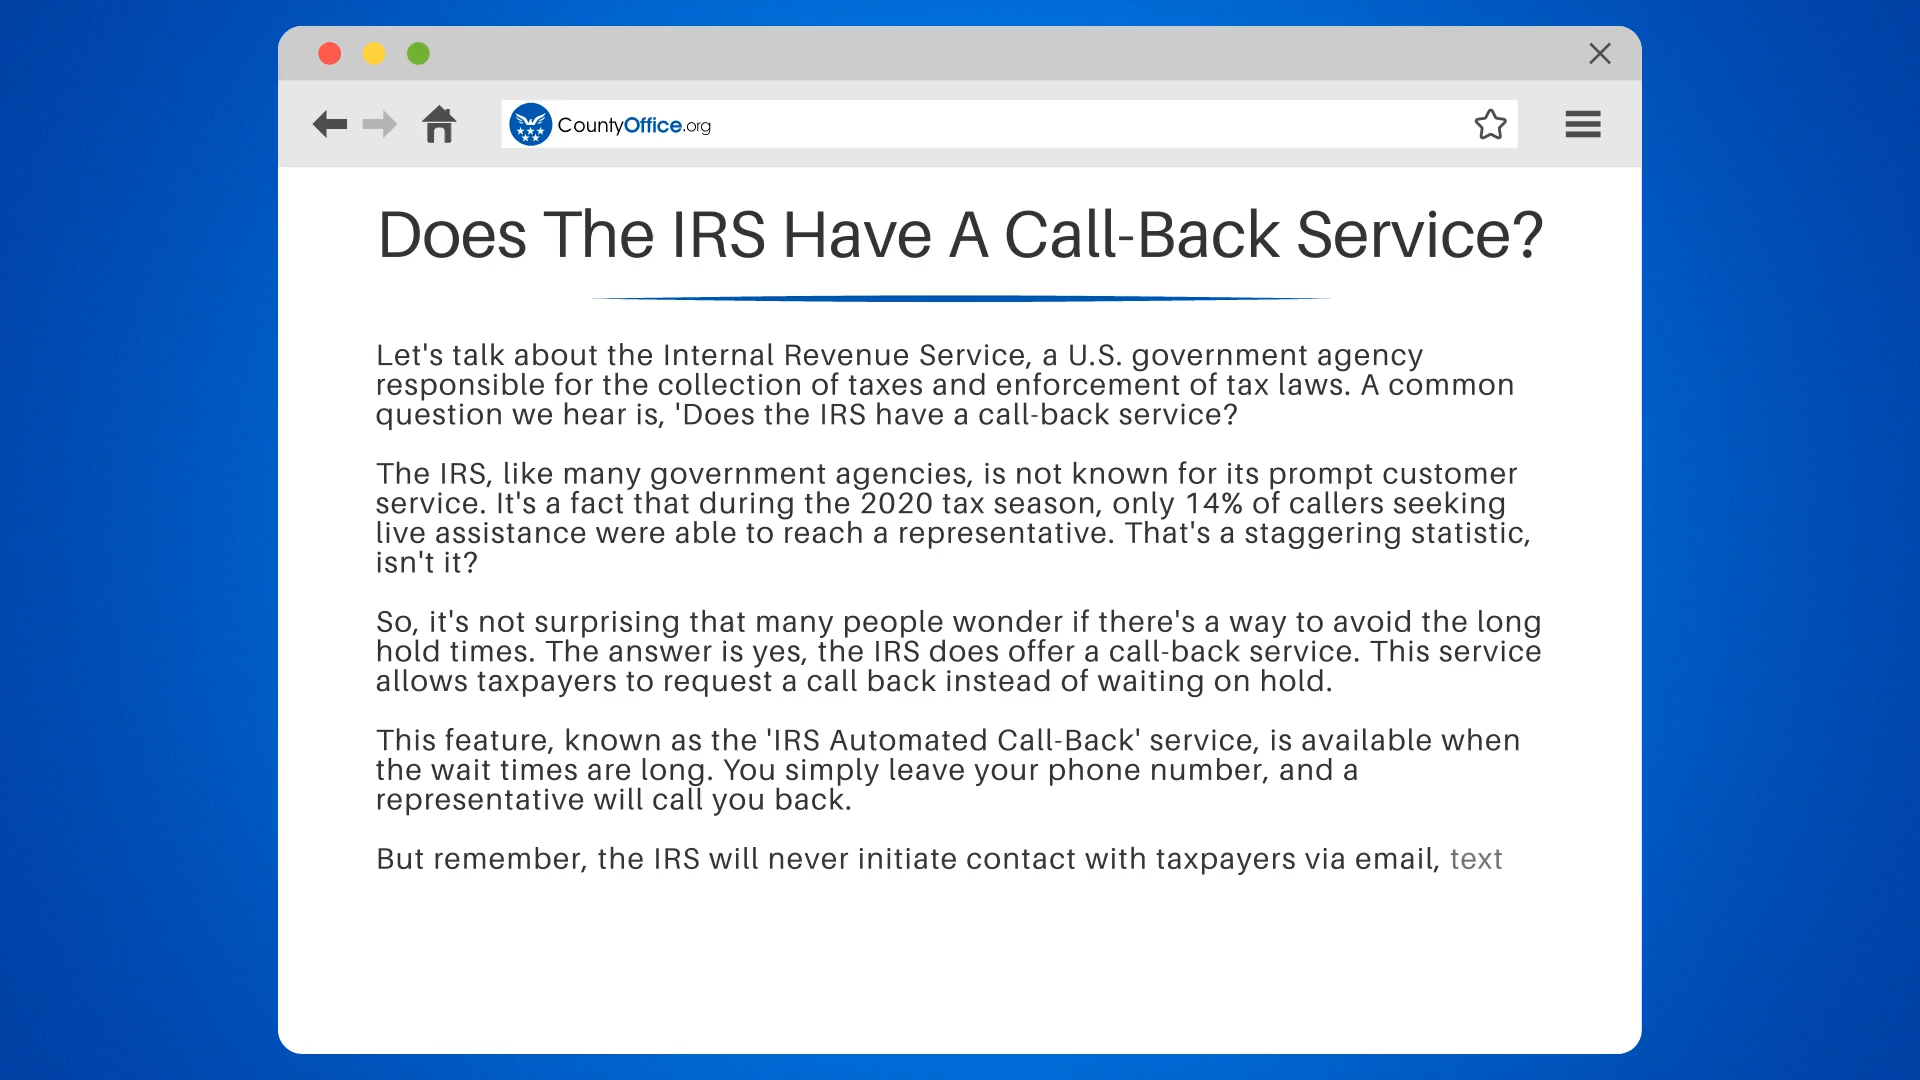 CountyOffice.org
Does The IRS Have A Call-Back Service?
Let's talk about the Internal Revenue Service, a U.S. government agency
responsible for the collection of taxes and enforcement of tax laws. A common
question we hear is, 'Does the IRS have a call-back service?
The IRS, like many government agencies, is not known for its prompt customer
service. It's a fact that during the 2020 tax season, only 14% of callers seeking
live assistance were able to reach a representative. That's a staggering statistic,
isn't it?
So, it's not surprising that many people wonder if there's a way to avoid the long
hold times. The answer is yes, the IRS does offer a call-back service. This service
allows taxpayers to request a call back instead of waiting on hold.
This feature, known as the 'IRS Automated Call-Back' service, is available when
the wait times are long. You simply leave your phone number, and a
representative will call you back.
But remember, the IRS will never initiate contact with taxpayers via email, text